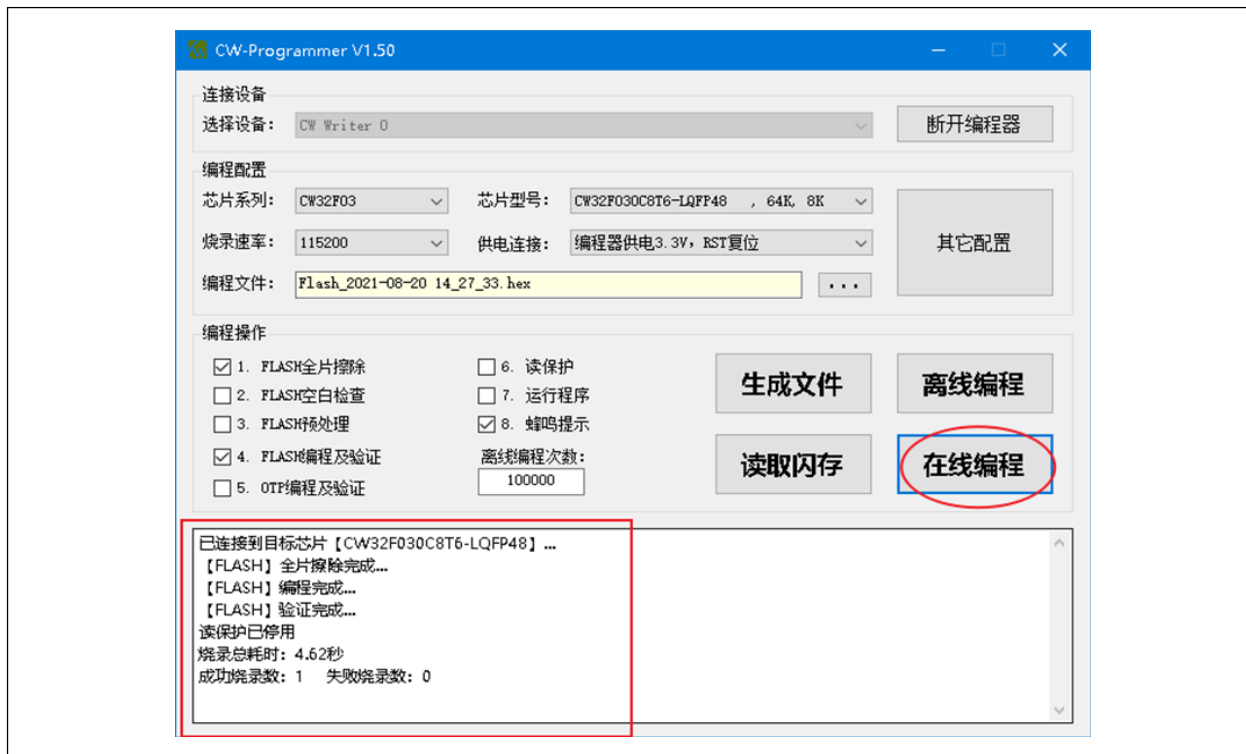 CW-Programmer V1.50
连接设备
选择设备: CW Writer 0 断开编程器
编程配置
芯片系列: CW32F03 芯片型号: CW32F030C8T6-LQFP48 , 64K, 8K
烧录速率: 115200 供电连接: 编程器供电3.3V, RST复位 其它配置
编程文件: Flash_2021-08-20 14_27_33.hex ...
编程操作
1. FLASH全片擦除 6. 读保护
2. FLASH空白检查 7. 运行程序 生成文件 离线编程
3. FLASH预处理 8. 蜂鸣提示
4. FLASH编程及验证 离线编程次数:
5. OTP编程及验证 100000 读取闪存 在线编程
已连接到目标芯片【CW32F030C8T6-LQFP48】...
【FLASH】全片擦除完成...
【FLASH】编程完成...
【FLASH】验证完成...
读保护已停用
烧录总耗时: 4.62秒
成功烧录数: 1 失败烧录数: 0